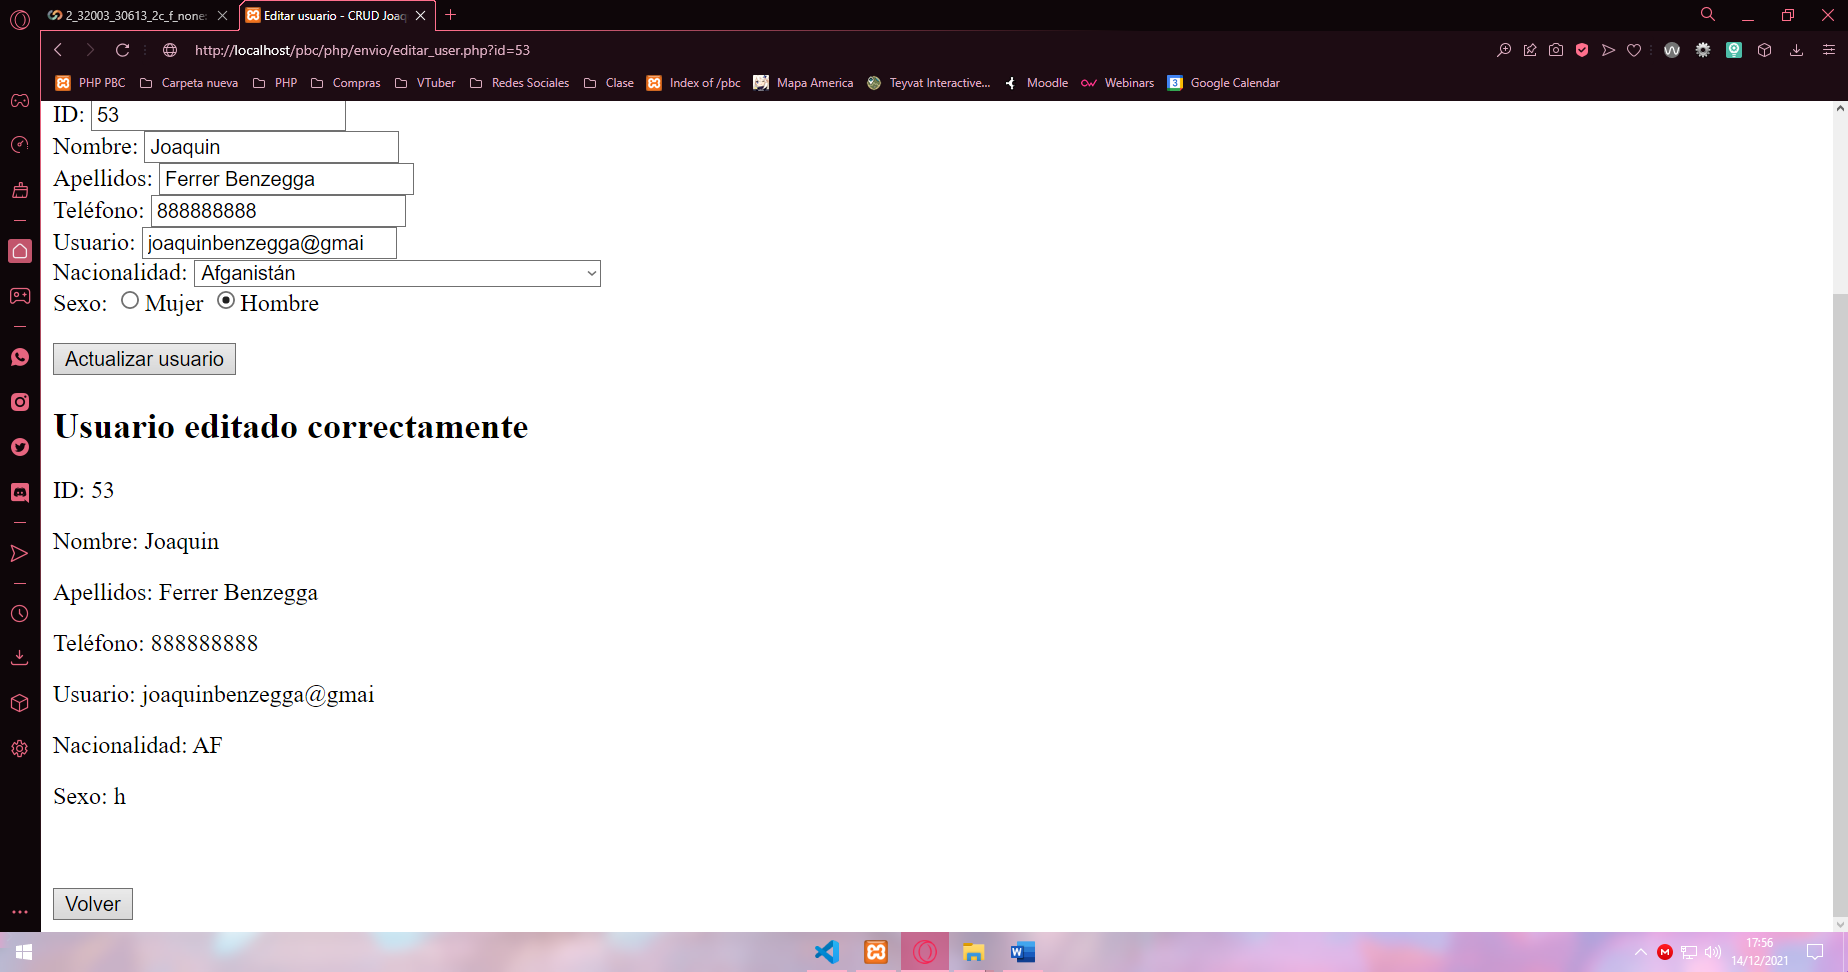 2_32003_30613_2c_f_none:
Editar usuario - CRUD Joaq
http://localhost/pbc/php/envio/editar_user.php?id=53
PHP PBC Carpeta nueva PHP Compras VTuber Redes Sociales Clase Index of /pbc Mapa America Teyvat Interactive... Moodle Webinars Google Calendar
ID: 53
Nombre: Joaquin
Apellidos: Ferrer Benzegga
Teléfono: 888888888
Usuario: joaquinbenzegga@gmai
Nacionalidad: Afganistán
Sexo: Mujer Hombre
Actualizar usuario
Usuario editado correctamente
ID: 53
Nombre: Joaquin
Apellidos: Ferrer Benzegga
Teléfono: 888888888
Usuario: joaquinbenzegga@gmai
Nacionalidad: AF
Sexo: h
Volver
17:56
14/12/2021